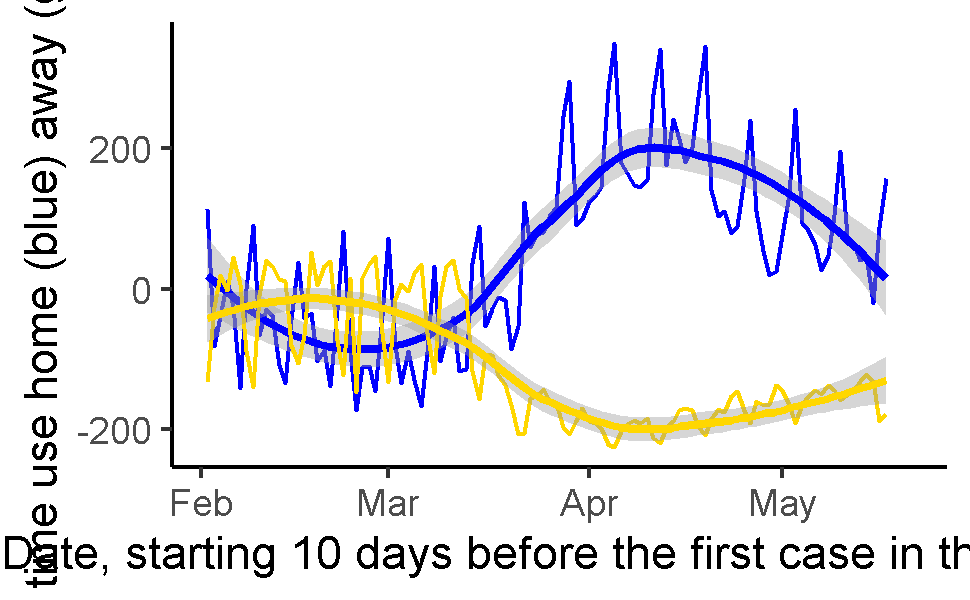 time use home (blue) away (
200
0
-200
Feb Mar Apr May
Date, starting 10 days before the first case in th